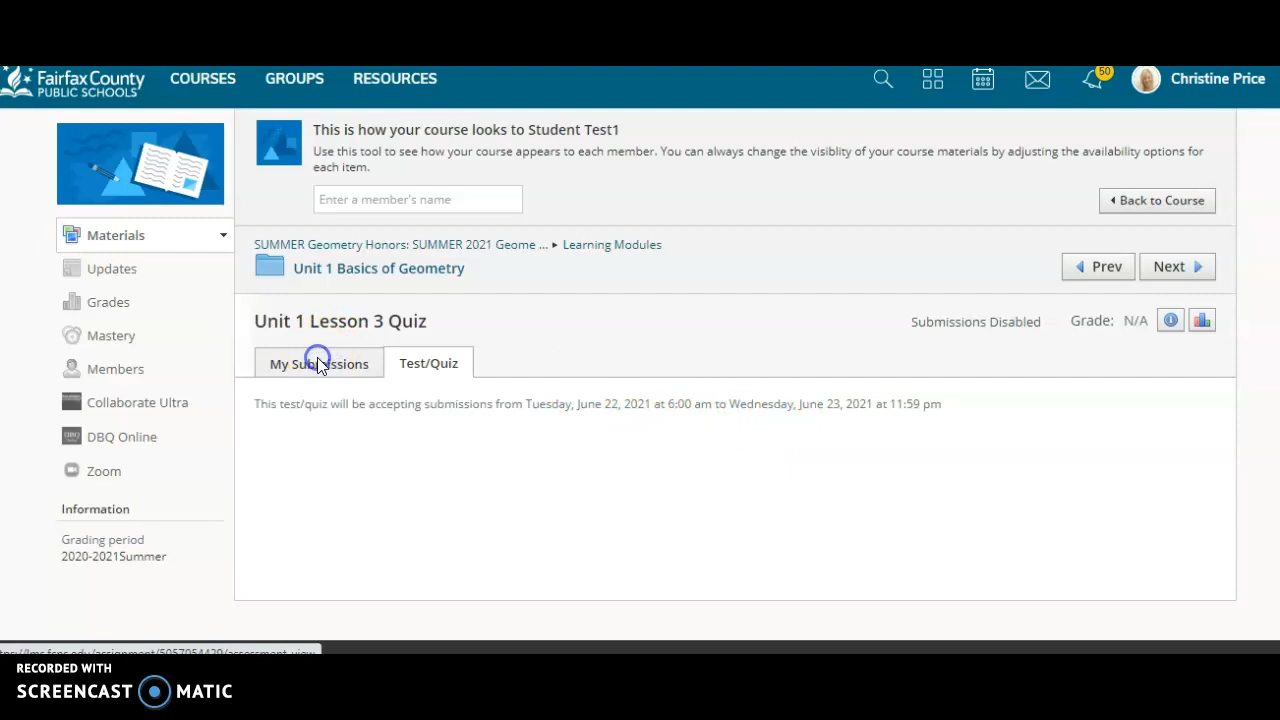 Fairfax County
PUBLIC SCHOOLS
COURSES
GROUPS
RESOURCES
50
Christine Price
This is how your course looks to Student Test1
Use this tool to see how your course appears to each member. You can always change the visiblity of your course materials by adjusting the availability options for
each item.
Enter a member's name
Back to Course
Materials
Updates
Grades
Mastery
Members
Collaborate Ultra
DBQ Online
Zoom
Information
Grading period
2020-2021Summer
SUMMER Geometry Honors: SUMMER 2021 Geome ... ▸ Learning Modules
Unit 1 Basics of Geometry
Prev
Next
Unit 1 Lesson 3 Quiz
Submissions Disabled
Grade: N/A
My Submissions
Test/Quiz
This test/quiz will be accepting submissions from Tuesday, June 22, 2021 at 6:00 am to Wednesday, June 23, 2021 at 11:59 pm
RECORDED WITH
SCREENCAST MATIC